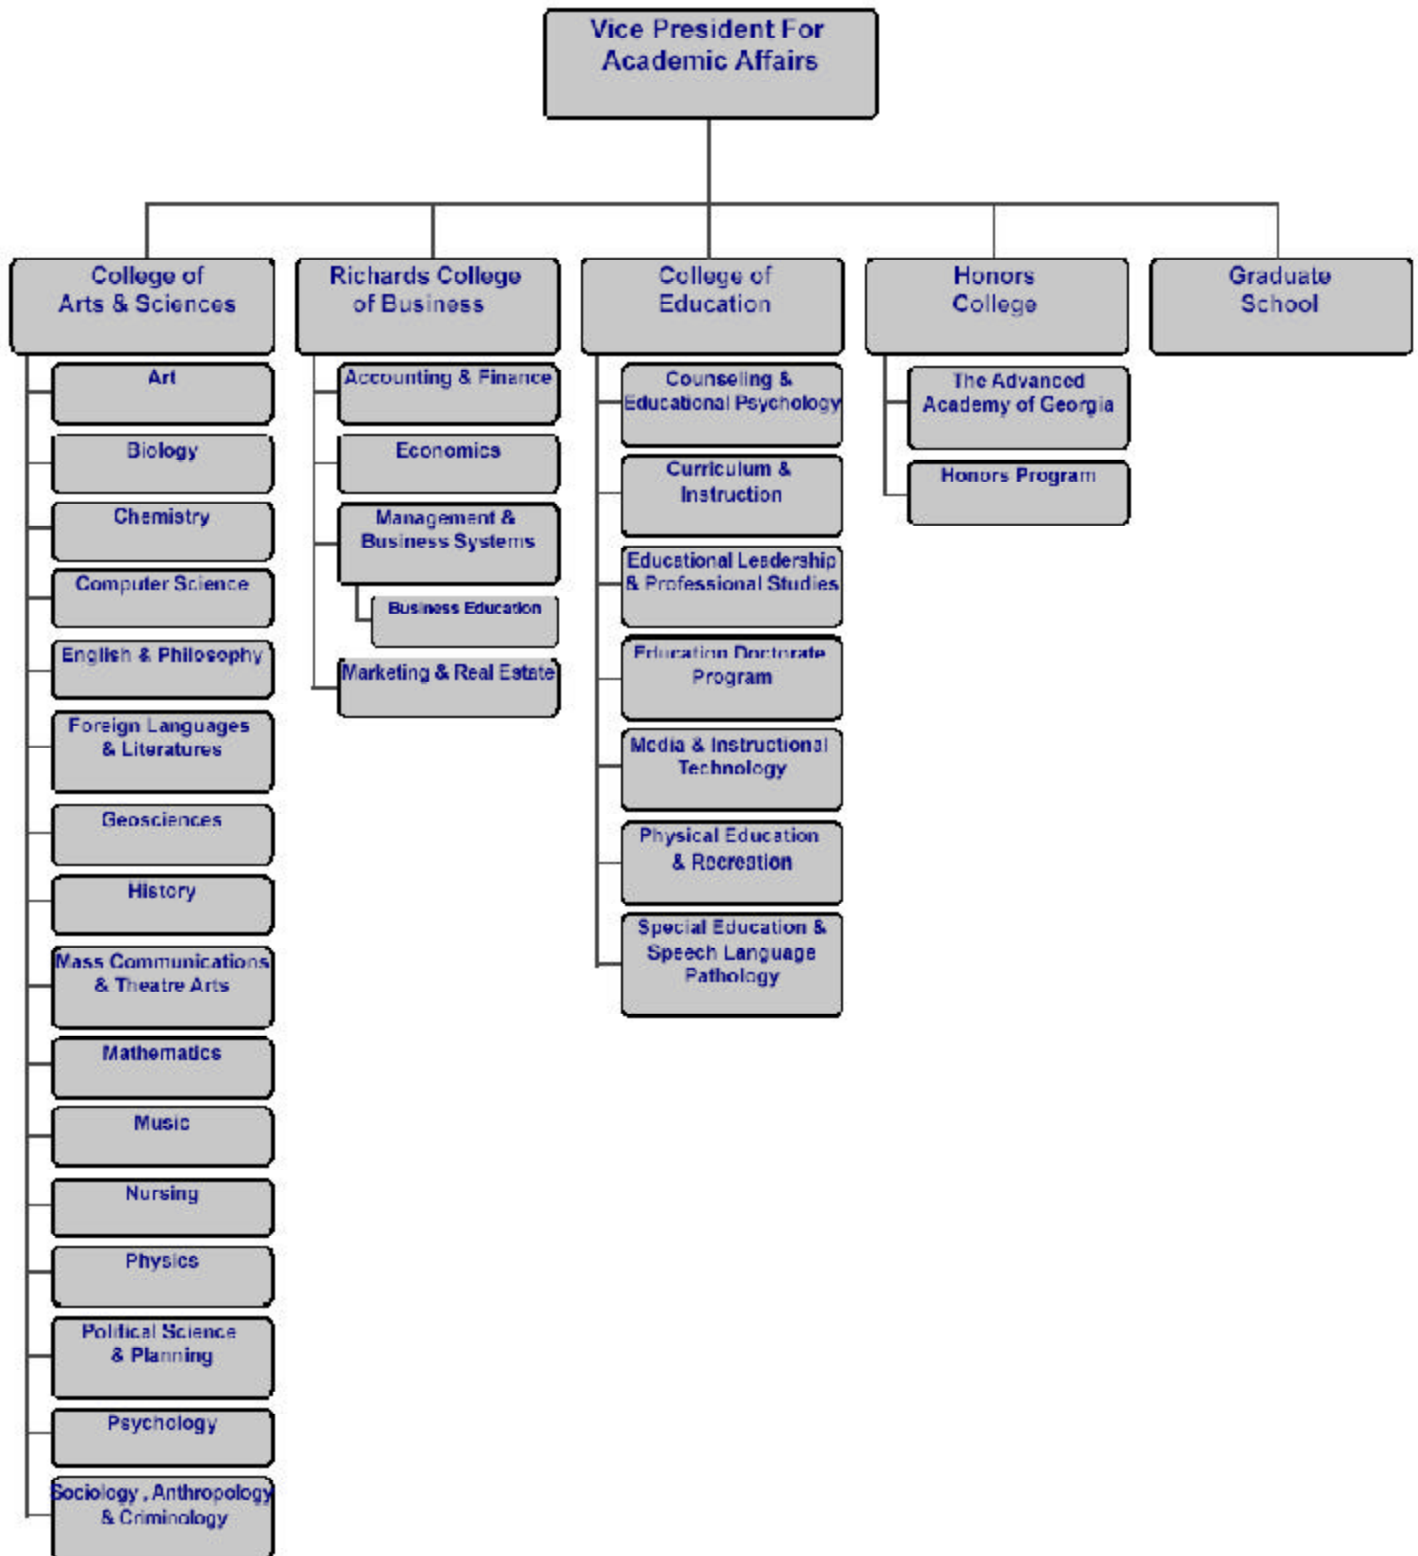 Vice President For
Academic Affairs
College of
Arts & Sciences
Art
Biology
Chemistry
Computer Science
English & Philosophy
Foreign Languages
& Literatures
Geosciences
History
Mass Communications
& Theatre Arts
Mathematics
Music
Nursing
Physics
Political Science
& Planning
Psychology
Sociology , Anthropology
& Criminology
Richards College
of Business
Accounting & Finance
Economics
Management &
Business Systems
Business Education
Marketing & Real Estate
College of
Education
Counseling &
Educational Psychology
Curriculum &
Instruction
Educational Leadership
& Professional Studies
Education Doctorate
Program
Media & Instructional
Technology
Physical Education
& Recreation
Special Education &
Speech Language
Pathology
Honors
College
The Advanced
Academy of Georgia
Honors Program
Graduate
School